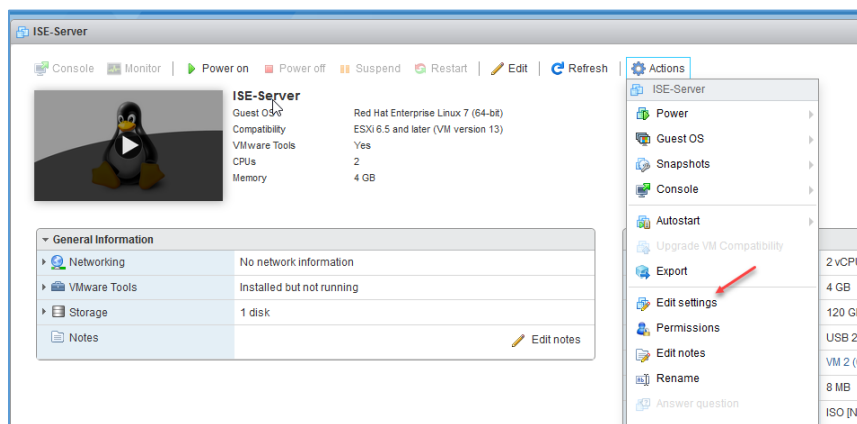 ISE-Server
Console Monitor Power on Power off Suspend Restart Edit Refresh Actions
ISE-Server
Guest OS
Red Hat Enterprise Linux 7 (64-bit)
Compatibility
ESXi 6.5 and later (VM version 13)
VMware Tools
Yes
CPUs
2
Memory
4 GB
General Information
Networking
No network information
VMware Tools
Installed but not running
Storage
1 disk
Notes
Edit notes
ISE-Server
Power
Guest OS
Snapshots
Console
Autostart
Upgrade VM Compatibility
Export
Edit settings
Permissions
Edit notes
Rename
Answer question
2 vCPU
4 GB
120 G
USB 2
VM 2 (
8 MB
ISO [N